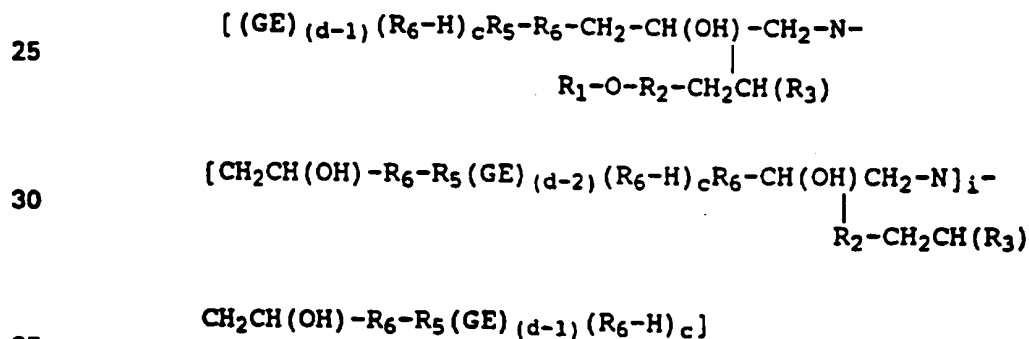 25 [(GE)(d-1)(R6-H)cR5-R6-CH2-CH(OH)-CH2-N-
R1-O-R2-CH2CH(R3)
30 [CH2CH(OH)-R6-R5(GE)(d-2)(R6-H)cR6-CH(OH)CH2-N]i-
R2-CH2CH(R3)
CH2CH(OH)-R6-R5(GE)(d-1)(R6-H)c]